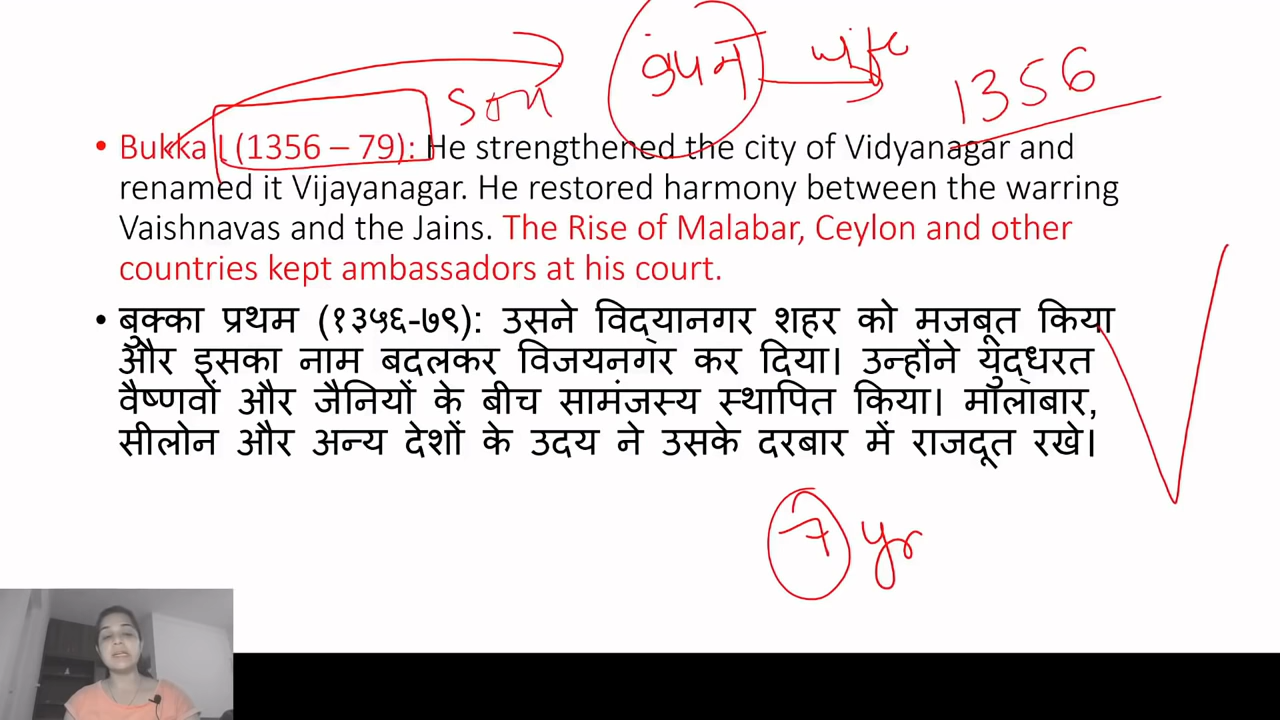 कंपन wife
son 1356
• Bukka I (1356 – 79): He strengthened the city of Vidyanagar and
renamed it Vijayanagar. He restored harmony between the warring
Vaishnavas and the Jains. The Rise of Malabar, Ceylon and other
countries kept ambassadors at his court.
• बुक्का प्रथम (१३५६-७९): उसने विद्यानगर शहर को मजबूत किया
और इसका नाम बदलकर विजयनगर कर दिया। उन्होंने युद्धरत
वैष्णवों और जैनियों के बीच सामंजस्य स्थापित किया। मालाबार,
सीलोन और अन्य देशों के उदय ने उसके दरबार में राजदूत रखे।
7 yr